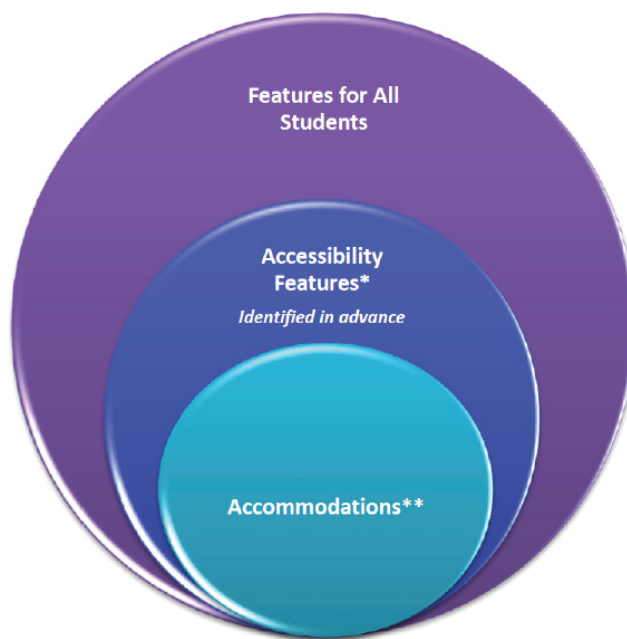 Features for All
Students
Accessibility
Features*
Identified in advance
Accommodations**